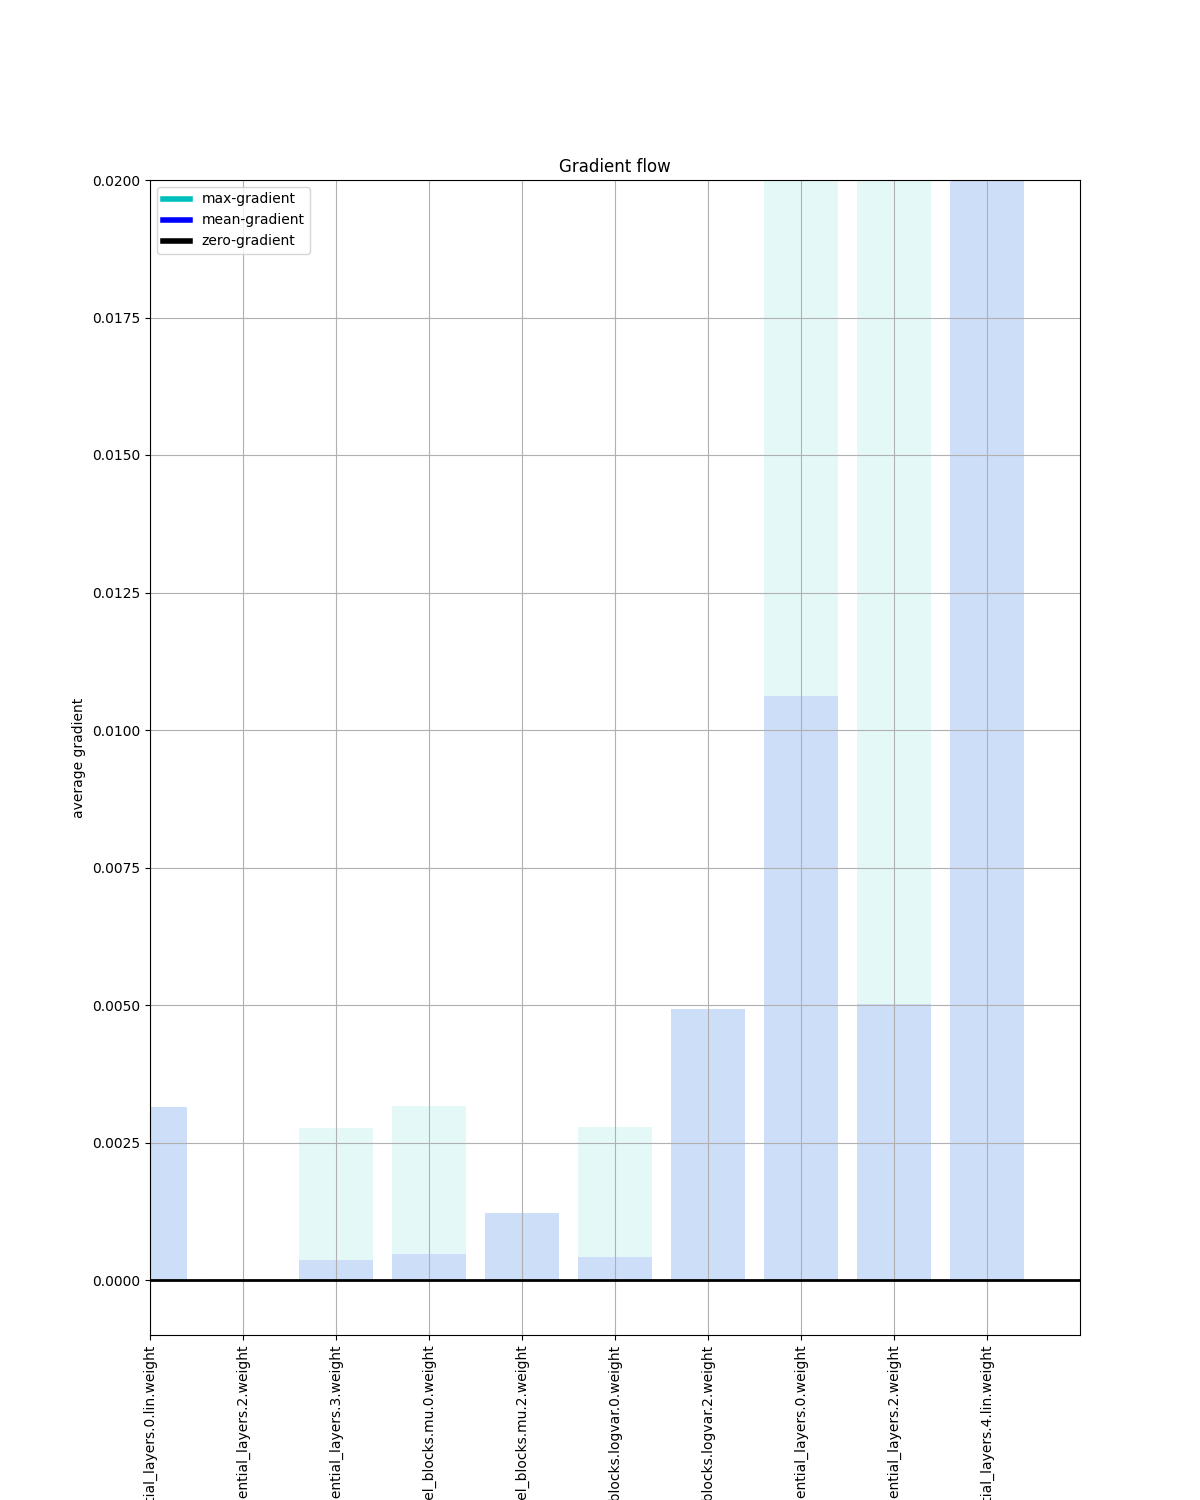 Gradient flow
max-gradient
mean-gradient
zero-gradient
0.0200
0.0175
0.0150
0.0125
0.0100
0.0075
0.0050
0.0025
0.0000
average gradient
tial_layers.0.lin.weight
ential_layers.2.weight
ential_layers.3.weight
el_blocks.mu.0.weight
el_blocks.mu.2.weight
blocks.logvar.0.weight
blocks.logvar.2.weight
ential_layers.0.weight
ential_layers.2.weight
tial_layers.4.lin.weight